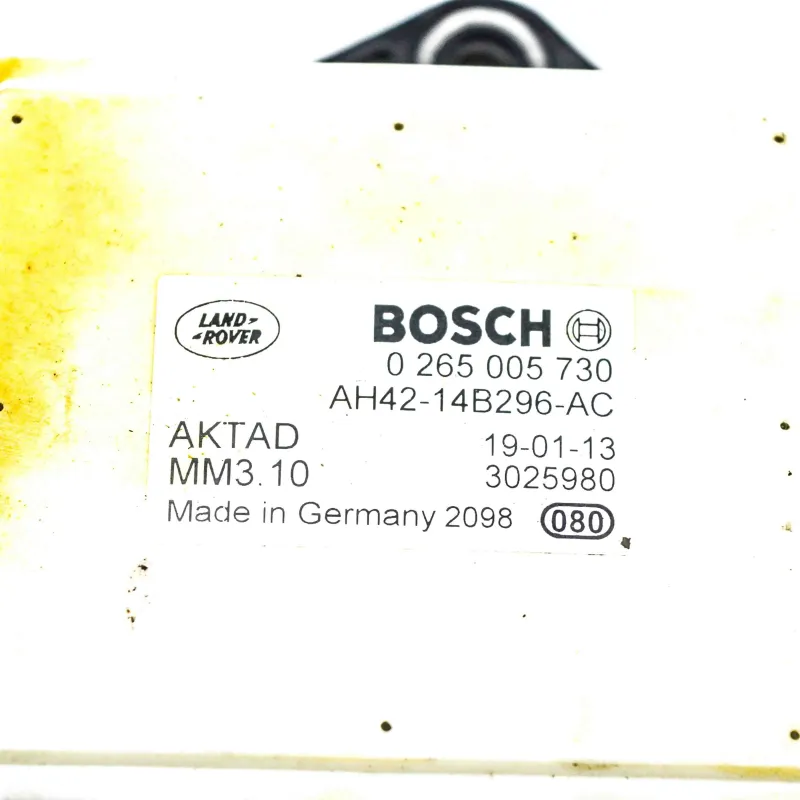 LAND-
-ROVER
BOSCH
0 265 005 730
AH42-14B296-AC
AKTAD 19-01-13
MM3.10 3025980
Made in Germany 2098 080